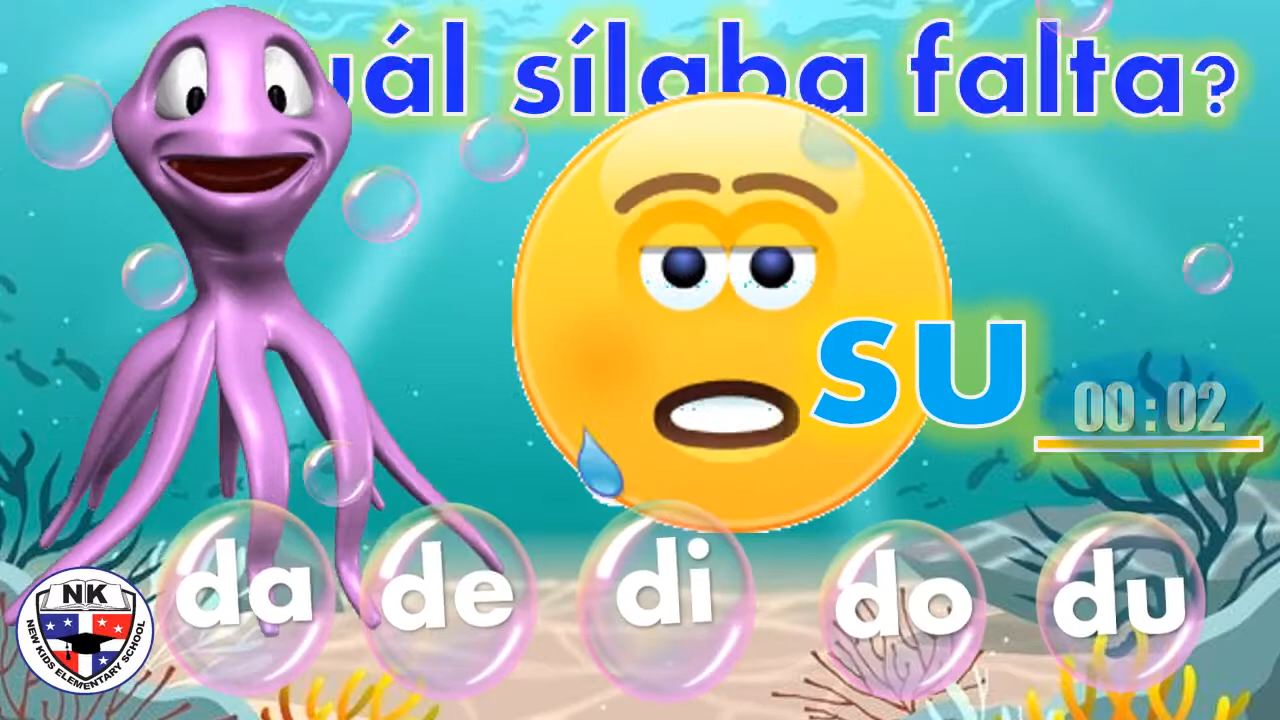 uál sílaba falta?
su
00:02
da de di do du
NK
NEW KIDS ELEMENTARY SCHOOL